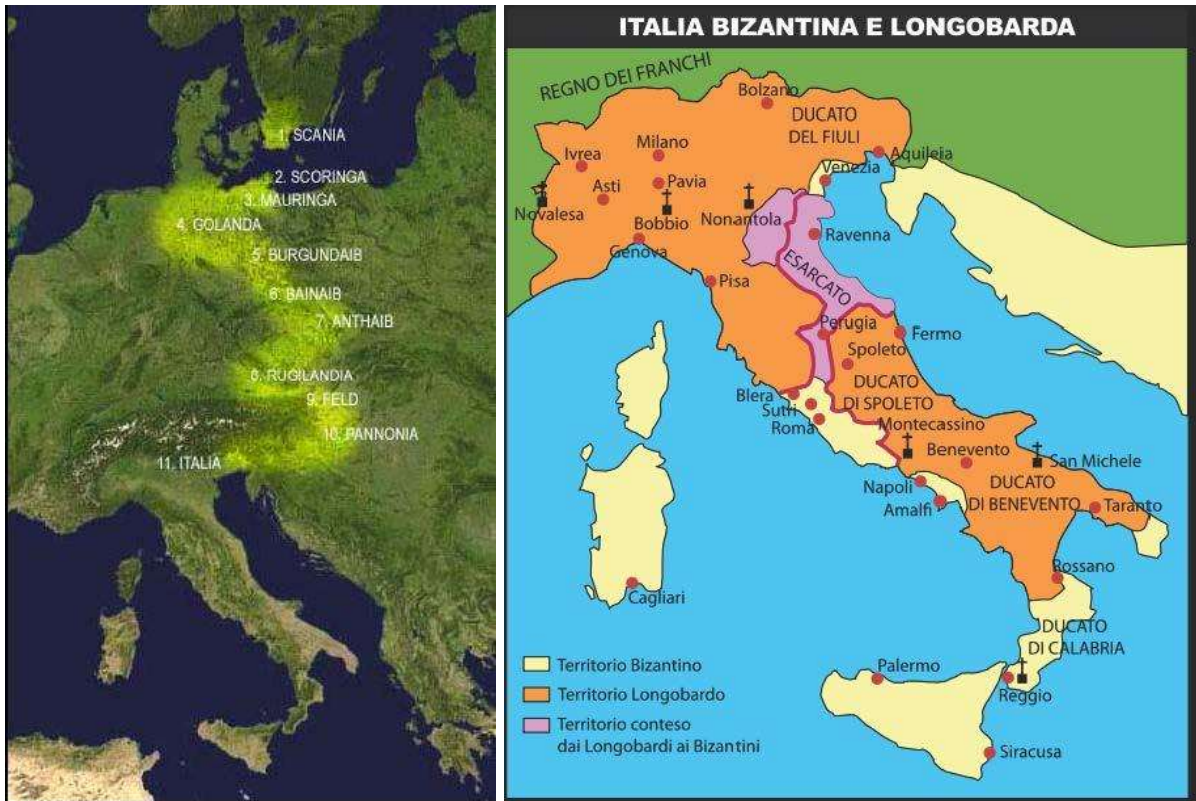 1. SCANIA
2. SCORINGA
3. MAURINGA
4. GOLANDA
5. BURGUNDAIB
6. BAINAIB
7. ANTHAIB
8. RUGILANDIA
9. FELD
10. PANNONIA
11. ITALIA
ITALIA BIZANTINA E LONGOBARDA
REGNO DEI FRANCHI
Bolzano
DUCATO
DEL FIULI
Milano
Ivrea
Aquileia
Venezia
Asti
Pavia
Novalesa
Bobbio
Nonantola
Genova
Ravenna
ESARCATO
Pisa
Perugia
Fermo
Spoleto
DUCATO
DI SPOLETO
Blera
Sutri
Roma
Montecassino
Benevento
San Michele
Napoli
DUCATO
DI BENEVENTO
Amalfi
Taranto
Rossano
Cagliari
DUCATO
DI CALABRIA
Palermo
Reggio
Siracusa
Territorio Bizantino
Territorio Longobardo
Territorio conteso
dai Longobardi ai Bizantini